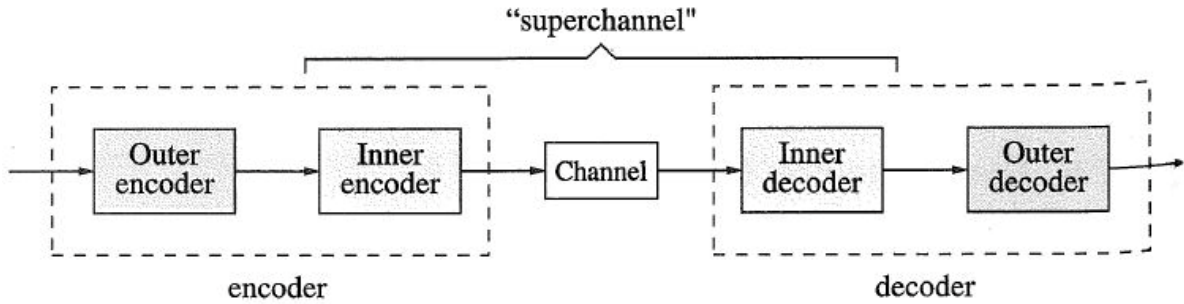 “superchannel"
Outer
encoder
Inner
encoder
Channel
Inner
decoder
Outer
decoder
encoder
decoder